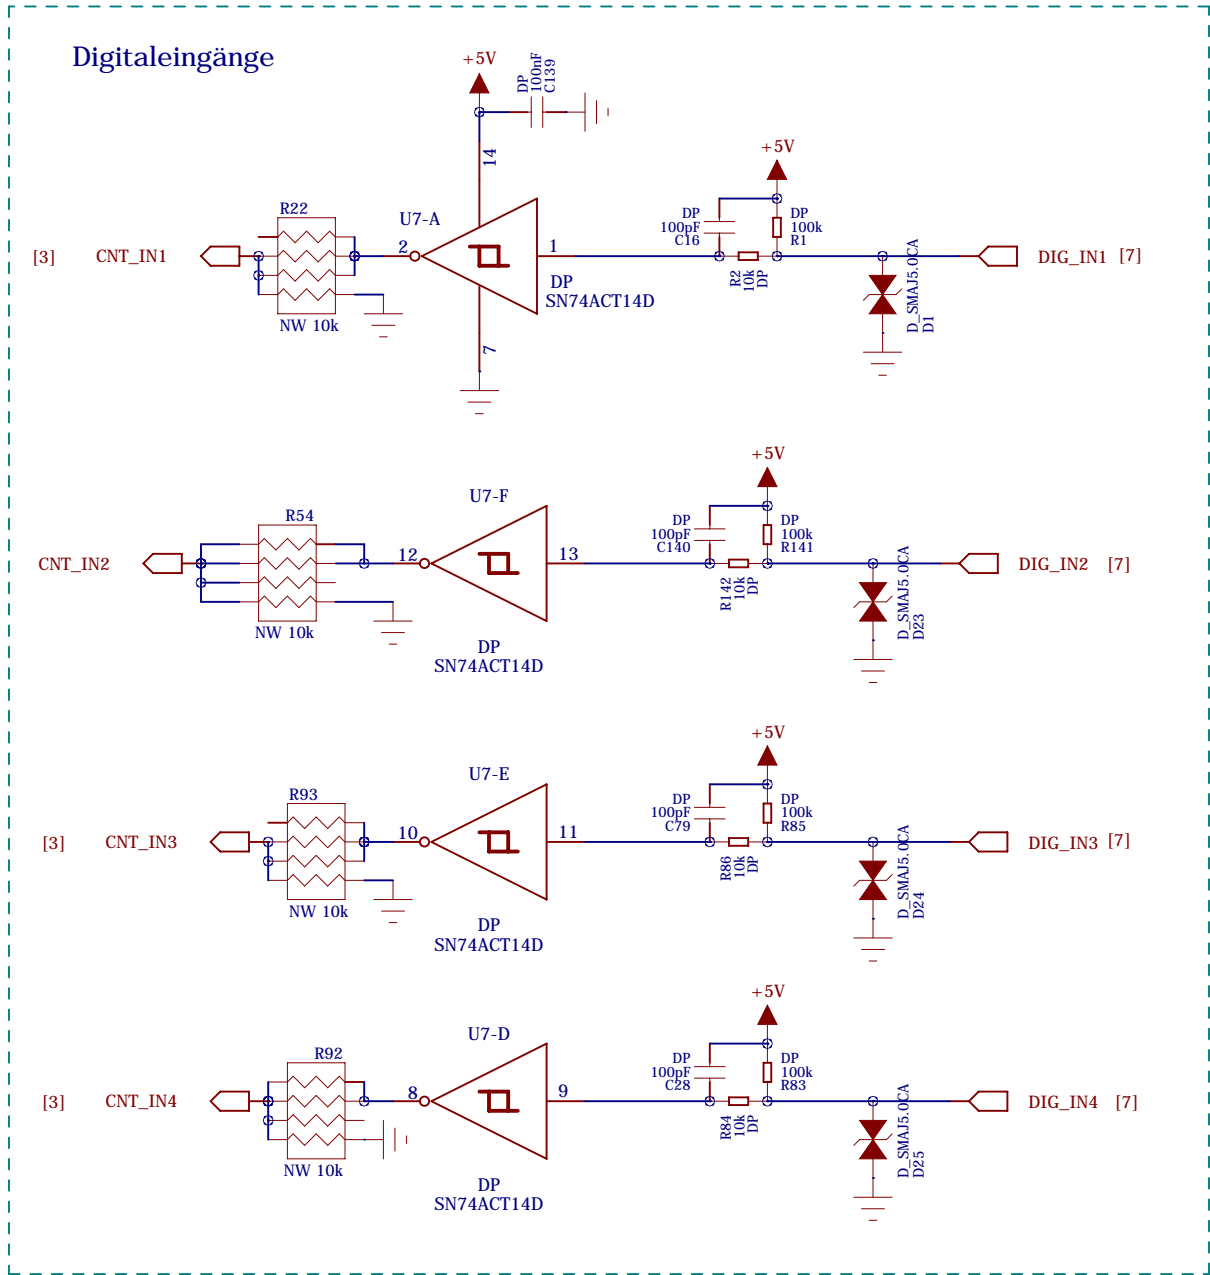 Digitaleingänge
+5V
DP
100nF
C139
14
+5V
R22
U7-A
DP
100pF
C16
DP
100k
R1
[3]
CNT_IN1
2
1
R2
10k
DP
D_SMAJ5.0CA
D1
DIG_IN1
[7]
DP
SN74ACT14D
NW 10k
7
+5V
U7-F
R54
DP
100pF
C140
DP
100k
R141
CNT_IN2
12
13
R142
10k
DP
D_SMAJ5.0CA
D23
DIG_IN2
[7]
NW 10k
DP
SN74ACT14D
+5V
U7-E
R93
DP
100pF
C79
DP
100k
R85
[3]
CNT_IN3
10
11
R86
10k
DP
D_SMAJ5.0CA
D24
DIG_IN3
[7]
NW 10k
DP
SN74ACT14D
+5V
U7-D
R92
DP
100pF
C28
DP
100k
R83
[3]
CNT_IN4
8
9
R84
10k
DP
D_SMAJ5.0CA
D25
DIG_IN4
[7]
NW 10k
DP
SN74ACT14D